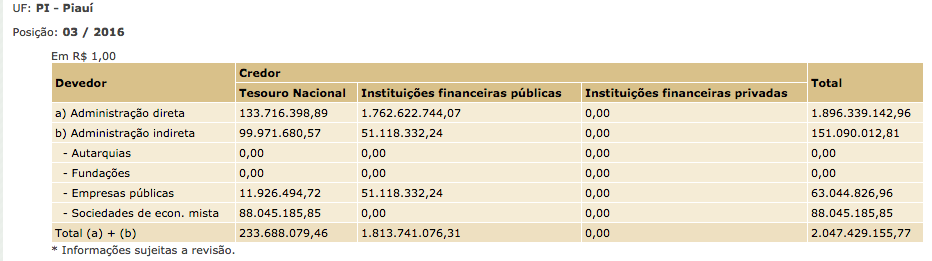 UF: PI - Piauí
Posição: 03 / 2016
Em R$ 1,00
Devedor Credor Total
Tesouro Nacional Instituições financeiras públicas Instituições financeiras privadas
a) Administração direta 133.716.398,89 1.762.622.744,07 0,00 1.896.339.142,96
b) Administração indireta 99.971.680,57 51.118.332,24 0,00 151.090.012,81
- Autarquias 0,00 0,00 0,00 0,00
- Fundações 0,00 0,00 0,00 0,00
- Empresas públicas 11.926.494,72 51.118.332,24 0,00 63.044.826,96
- Sociedades de econ. mista 88.045.185,85 0,00 0,00 88.045.185,85
Total (a) + (b) 233.688.079,46 1.813.741.076,31 0,00 2.047.429.155,77
* Informações sujeitas a revisão.